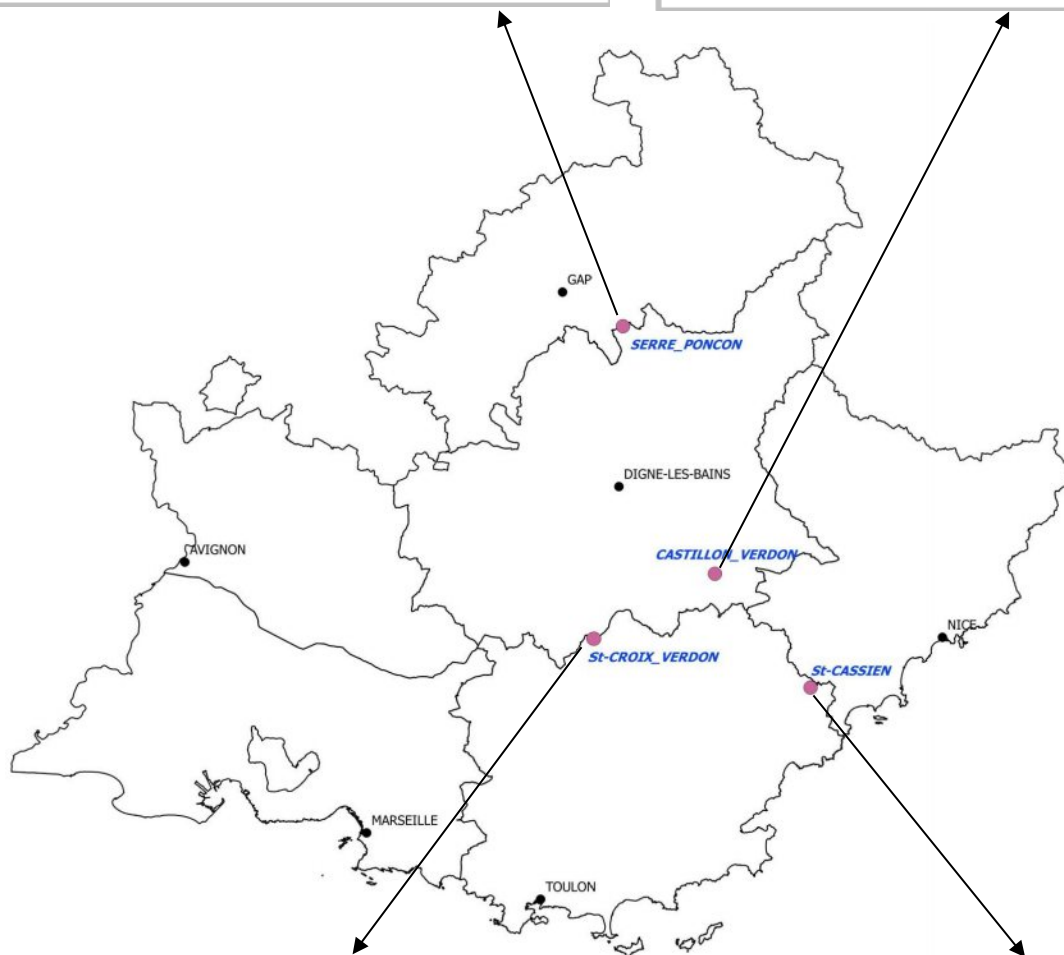 GAP
SERRE_PONCON
DIGNE-LES-BAINS
AVIGNON
CASTILLON_VERDON
NICE
St-CROIX_VERDON
St-CASSIEN
MARSEILLE
TOULON